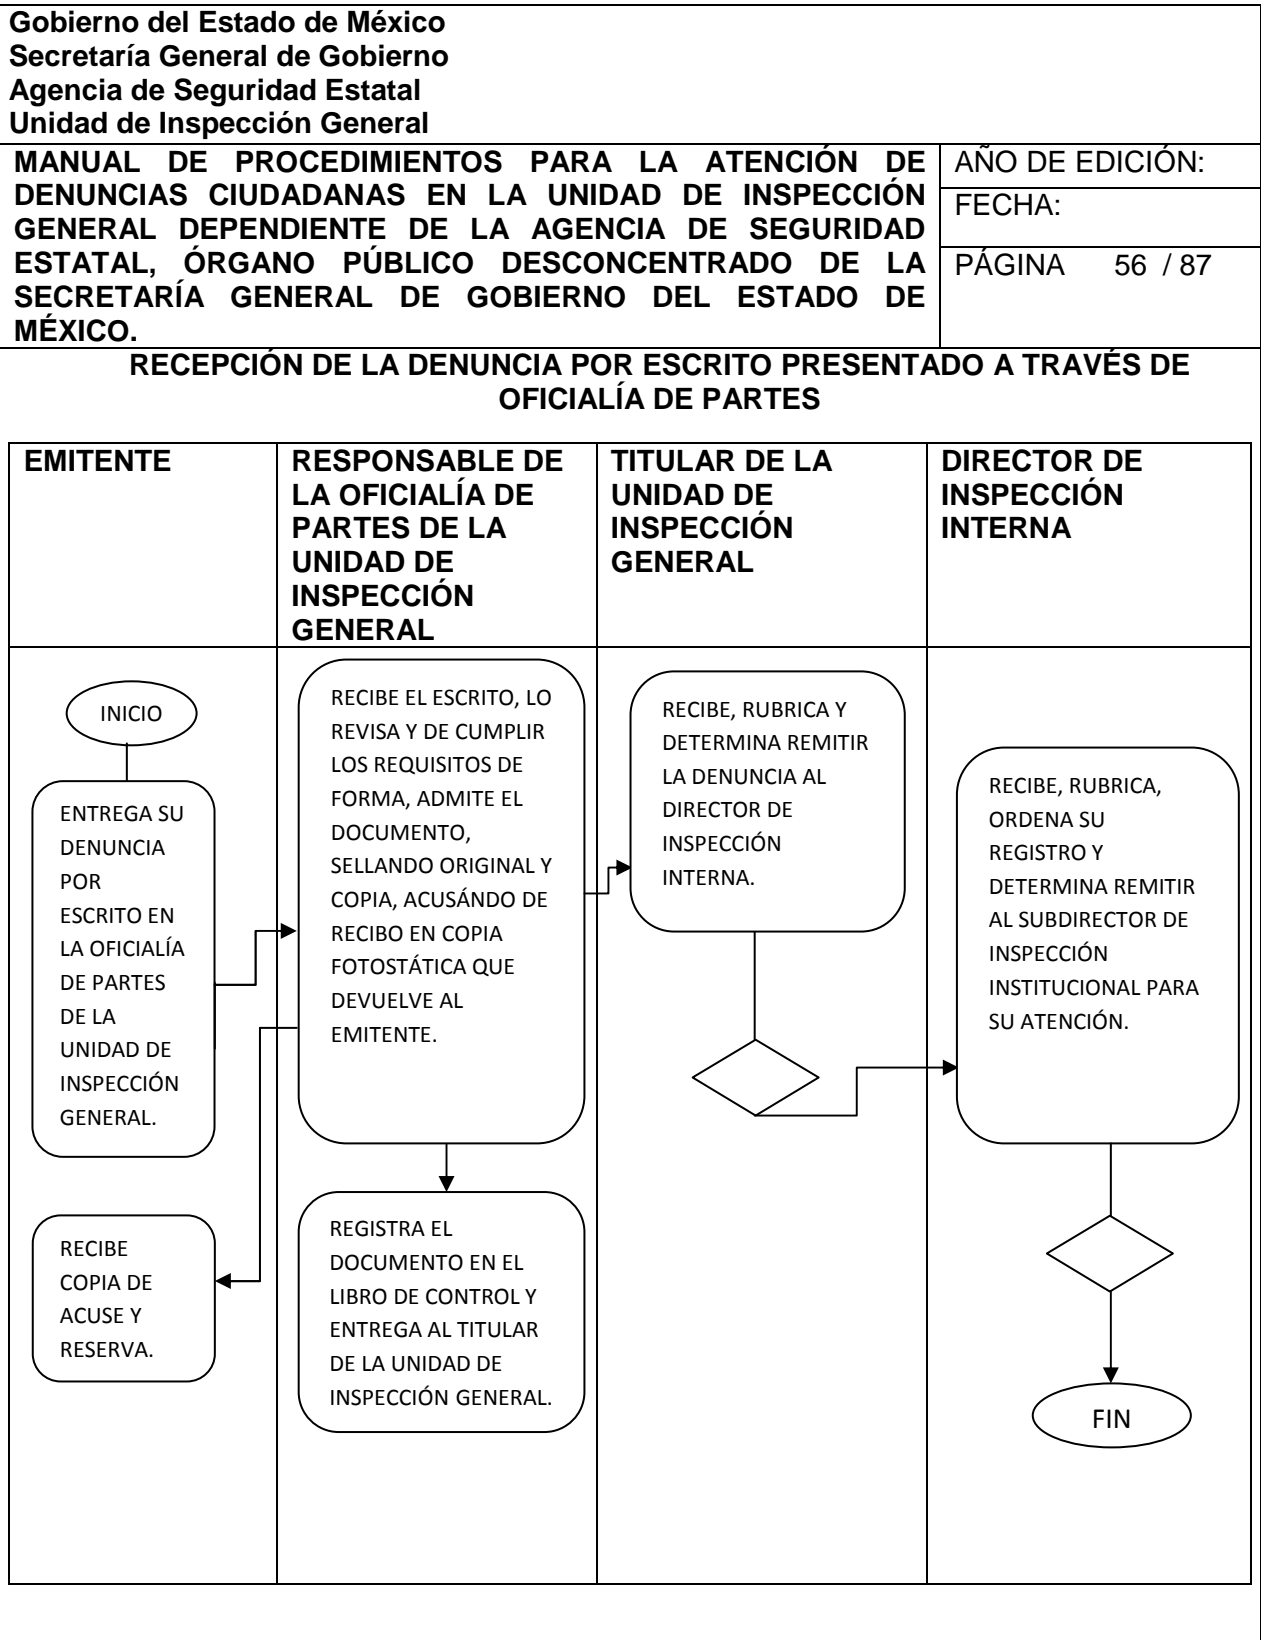 Gobierno del Estado de México
Secretaría General de Gobierno
Agencia de Seguridad Estatal
Unidad de Inspección General
MANUAL DE PROCEDIMIENTOS PARA LA ATENCIÓN DE
DENUNCIAS CIUDADANAS EN LA UNIDAD DE INSPECCIÓN
GENERAL DEPENDIENTE DE LA AGENCIA DE SEGURIDAD
ESTATAL, ÓRGANO PÚBLICO DESCONCENTRADO DE LA
SECRETARÍA GENERAL DE GOBIERNO DEL ESTADO DE
MÉXICO.
AÑO DE EDICIÓN:
FECHA:
PÁGINA 56 / 87
RECEPCIÓN DE LA DENUNCIA POR ESCRITO PRESENTADO A TRAVÉS DE
OFICIALÍA DE PARTES
EMITENTE
RESPONSABLE DE
LA OFICIALÍA DE
PARTES DE LA
UNIDAD DE
INSPECCIÓN
GENERAL
TITULAR DE LA
UNIDAD DE
INSPECCIÓN
GENERAL
DIRECTOR DE
INSPECCIÓN
INTERNA
INICIO
ENTREGA SU
DENUNCIA
POR
ESCRITO EN
LA OFICIALÍA
DE PARTES
DE LA
UNIDAD DE
INSPECCIÓN
GENERAL.
RECIBE
COPIA DE
ACUSE Y
RESERVA.
RECIBE EL ESCRITO, LO
REVISA Y DE CUMPLIR
LOS REQUISITOS DE
FORMA, ADMITE EL
DOCUMENTO,
SELLANDO ORIGINAL Y
COPIA, ACUSÁNDO DE
RECIBO EN COPIA
FOTOSTÁTICA QUE
DEVUELVE AL
EMITENTE.
REGISTRA EL
DOCUMENTO EN EL
LIBRO DE CONTROL Y
ENTREGA AL TITULAR
DE LA UNIDAD DE
INSPECCIÓN GENERAL.
RECIBE, RUBRICA Y
DETERMINA REMITIR
LA DENUNCIA AL
DIRECTOR DE
INSPECCIÓN
INTERNA.
RECIBE, RUBRICA,
ORDENA SU
REGISTRO Y
DETERMINA REMITIR
AL SUBDIRECTOR DE
INSPECCIÓN
INSTITUCIONAL PARA
SU ATENCIÓN.
FIN